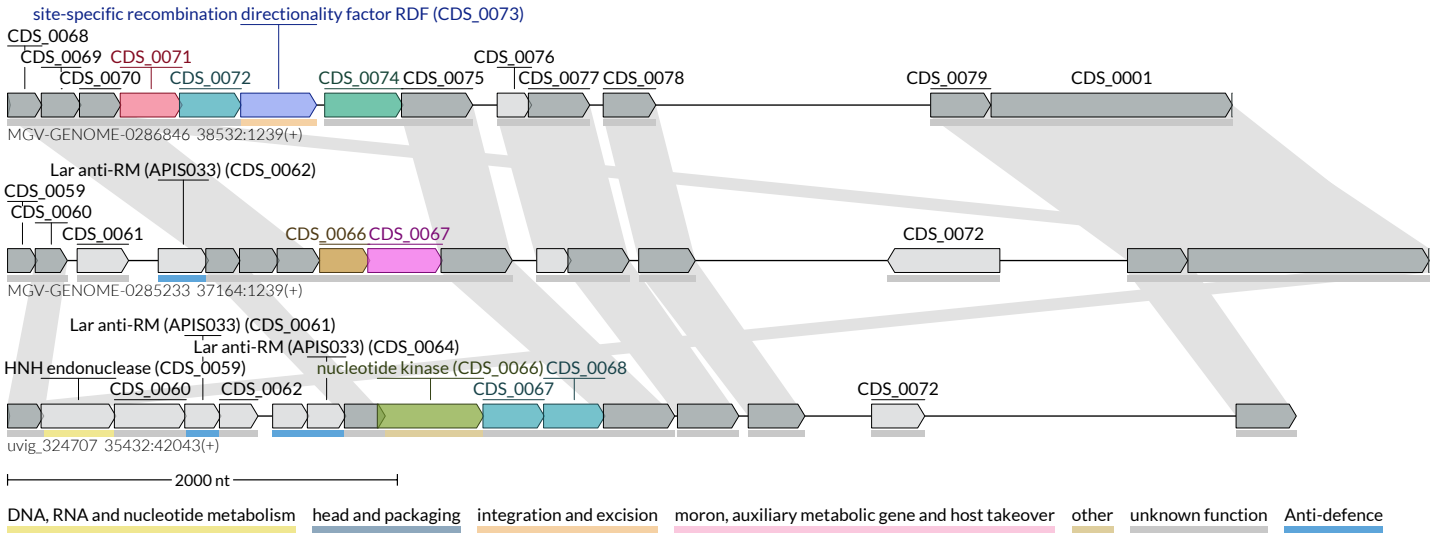 site-specific recombination directionality factor RDF (CDS_0073)
CDS_0068
CDS_0069 CDS_0071 CDS_0076
CDS_0070 CDS_0072 CDS_0074 CDS_0075 CDS_0077 CDS_0078 CDS_0079 CDS_0001
MGV-GENOME-0286846 38532:1239(+)
Lar anti-RM (APIS033) (CDS_0062)
CDS_0059
CDS_0060
CDS_0061 CDS_0066 CDS_0067 CDS_0072
MGV-GENOME-0285233 37164:1239(+)
Lar anti-RM (APIS033) (CDS_0061)
Lar anti-RM (APIS033) (CDS_0064)
HNH endonuclease (CDS_0059) nucleotide kinase (CDS_0066) CDS_0068
CDS_0060 CDS_0062 CDS_0067 CDS_0072
uvig_324707 35432:42043(+)
2000 nt
DNA, RNA and nucleotide metabolism head and packaging integration and excision moron, auxiliary metabolic gene and host takeover other unknown function Anti-defence